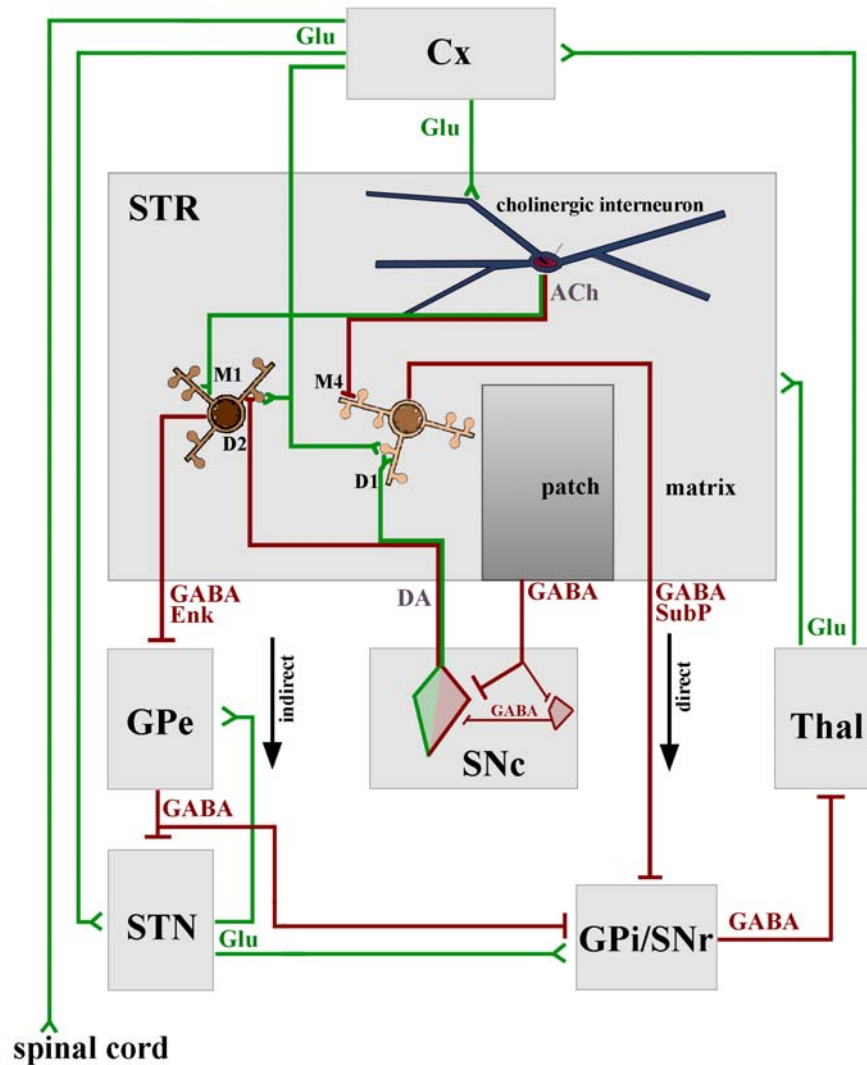 Glu
Cx
Glu
STR
cholinergic interneuron
ACh
M1
M4
D2
D1
patch
matrix
GABA
Enk
DA
GABA
GABA
SubP
Glu
indirect
direct
GPe
GABA
SNc
Thal
GABA
STN
Glu
GPi/SNr
GABA
spinal cord